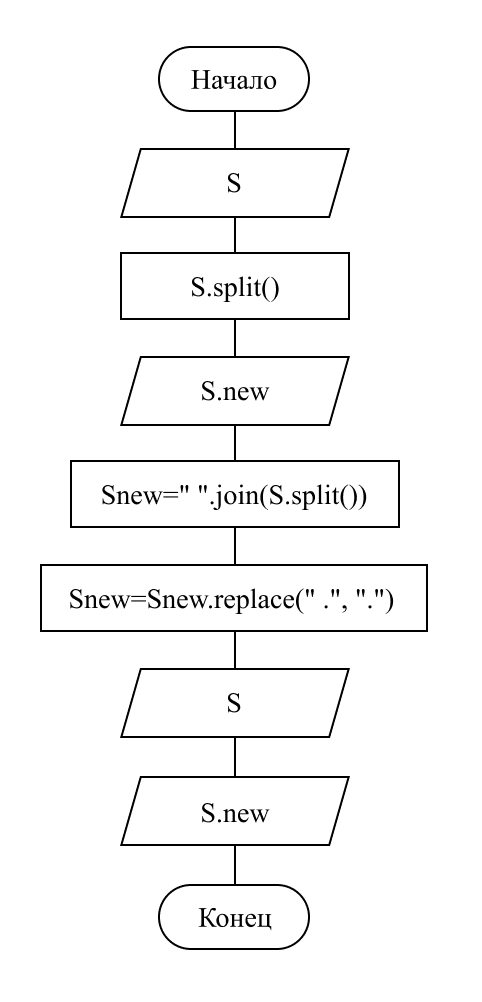 Начало
S
S.split()
S.new
Snew=" ".join(S.split())
Snew=Snew.replace(" .", ".")
S
S.new
Конец